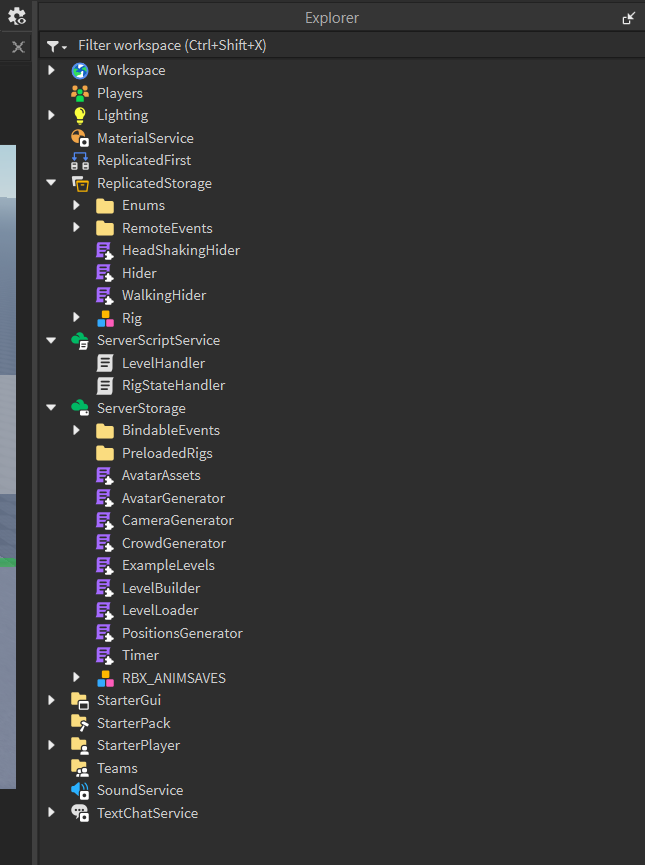 Explorer
Filter workspace (Ctrl+Shift+X)
Workspace
Players
Lighting
MaterialService
ReplicatedFirst
ReplicatedStorage
Enums
RemoteEvents
HeadShakingHider
Hider
WalkingHider
Rig
ServerScriptService
LevelHandler
RigStateHandler
ServerStorage
BindableEvents
PreloadedRigs
AvatarAssets
AvatarGenerator
CameraGenerator
CrowdGenerator
ExampleLevels
LevelBuilder
LevelLoader
PositionsGenerator
Timer
RBX_ANIMSAVES
StarterGui
StarterPack
StarterPlayer
Teams
SoundService
TextChatService